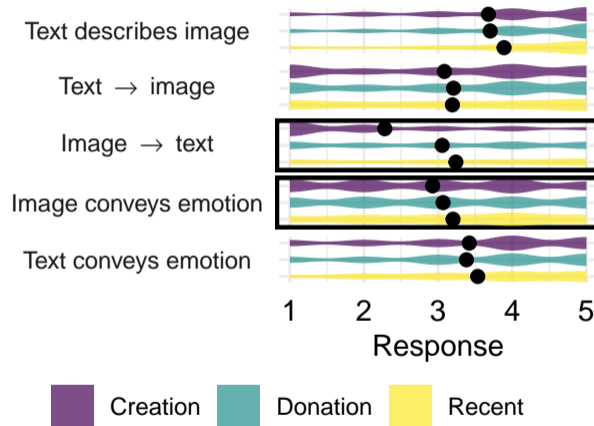 Text describes image
Text → image
Image → text
Image conveys emotion
Text conveys emotion
1 2 3 4 5
Response
Creation Donation Recent